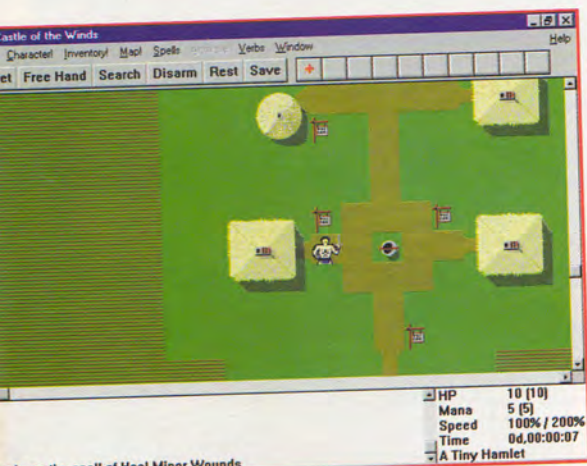 Castle of the Winds
Character! Inventory! Map! Spells Verbs Window Help
et Free Hand Search Disarm Rest Save
HP 10 (10)
Mana 5 (5)
Speed 100% / 200%
Time 0d,00:00:07
A Tiny Hamlet
spell of Heal Minor Wounds